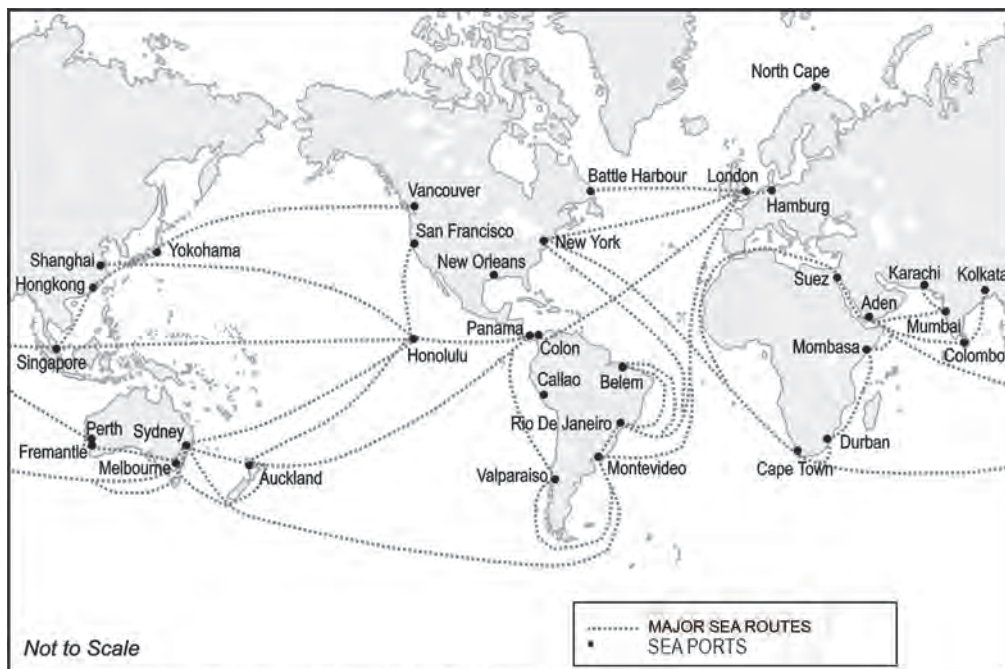 North Cape
Battle Harbour
London
Hamburg
Vancouver
San Francisco
New York
New Orleans
Yokohama
Shanghai
Hongkong
Singapore
Suez
Karachi
Kolkata
Aden
Mumbai
Colombo
Mombasa
Panama
Colon
Honolulu
Callao
Belem
Rio De Janeiro
Montevideo
Valparaiso
Durban
Cape Town
Perth
Fremantle
Sydney
Melbourne
Auckland
Not to Scale
MAJOR SEA ROUTES
SEA PORTS